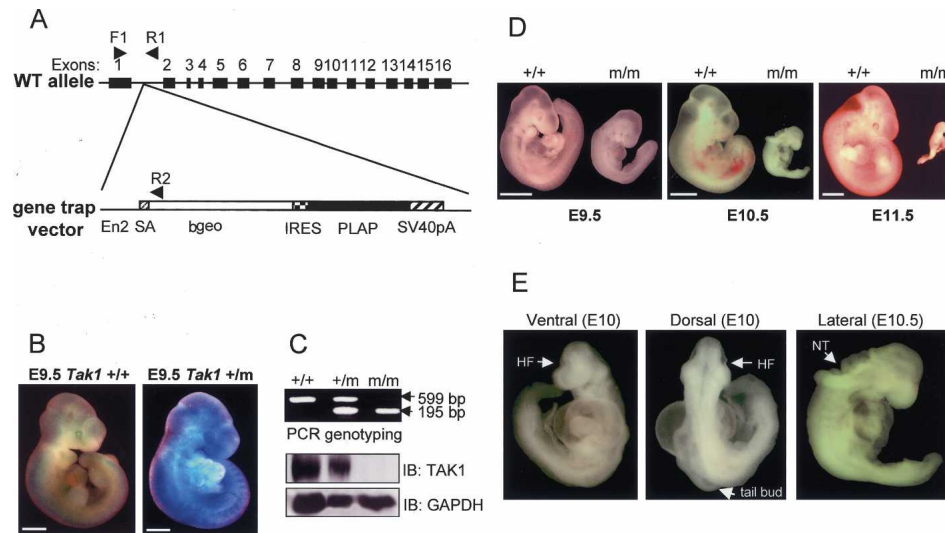 A
F1 R1
Exons: 1 2 3 4 5 6 7 8 9 10 11 12 13 14 15 16
WT allele
R2
gene trap
vector
En2 SA bgeo IRES PLAP SV40pA
B
E9.5 Tak1 +/+ E9.5 Tak1 +/m
C
+/+ +/m m/m
599 bp
195 bp
PCR genotyping
IB: TAK1
IB: GAPDH
D
+/+ m/m +/+ m/m +/+ m/m
E9.5 E10.5 E11.5
E
Ventral (E10) Dorsal (E10) Lateral (E10.5)
HF HF NT
tail bud